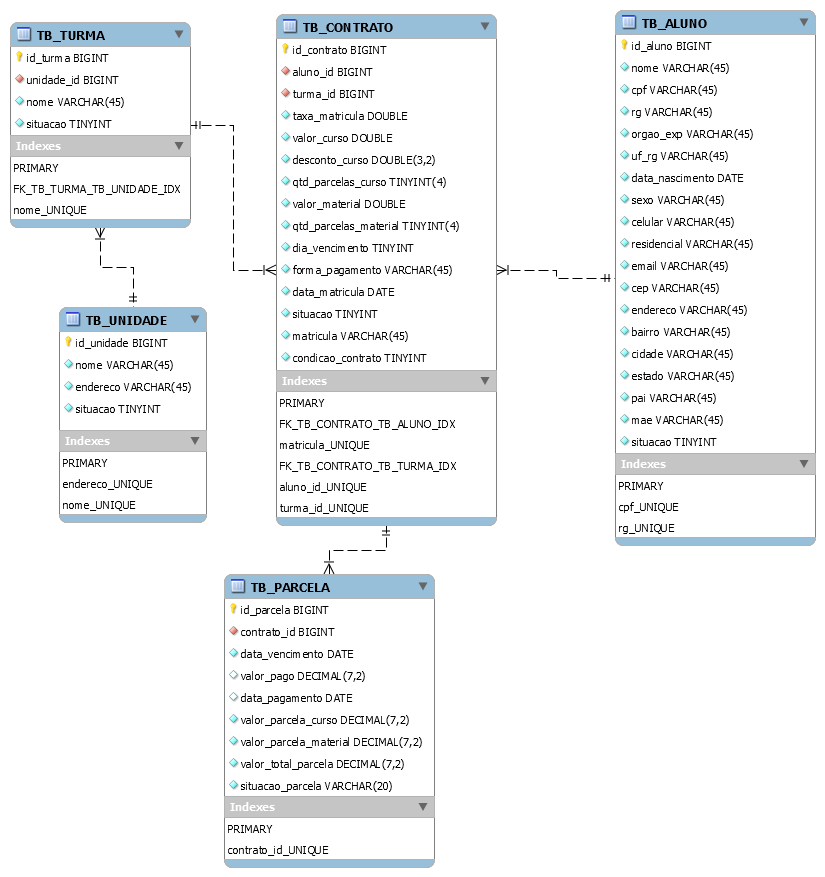 TB_TURMA
id_turma BIGINT
unidade_id BIGINT
nome VARCHAR(45)
situacao TINYINT
Indexes
PRIMARY
FK_TB_TURMA_TB_UNIDADE_IDX
nome_UNIQUE
TB_UNIDADE
id_unidade BIGINT
nome VARCHAR(45)
endereco VARCHAR(45)
situacao TINYINT
Indexes
PRIMARY
endereco_UNIQUE
nome_UNIQUE
TB_CONTRATO
id_contrato BIGINT
aluno_id BIGINT
turma_id BIGINT
taxa_matricula DOUBLE
valor_curso DOUBLE
desconto_curso DOUBLE(3,2)
qtd_parcelas_curso TINYINT(4)
valor_material DOUBLE
qtd_parcelas_material TINYINT(4)
dia_vencimento TINYINT
forma_pagamento VARCHAR(45)
data_matricula DATE
situacao TINYINT
matricula VARCHAR(45)
condicao_contrato TINYINT
Indexes
PRIMARY
FK_TB_CONTRATO_TB_ALUNO_IDX
matricula_UNIQUE
FK_TB_CONTRATO_TB_TURMA_IDX
aluno_id_UNIQUE
turma_id_UNIQUE
TB_ALUNO
id_aluno BIGINT
nome VARCHAR(45)
cpf VARCHAR(45)
rg VARCHAR(45)
orgao_exp VARCHAR(45)
uf_rg VARCHAR(45)
data_nascimento DATE
sexo VARCHAR(45)
celular VARCHAR(45)
residencial VARCHAR(45)
email VARCHAR(45)
cep VARCHAR(45)
endereco VARCHAR(45)
bairro VARCHAR(45)
cidade VARCHAR(45)
estado VARCHAR(45)
pai VARCHAR(45)
mae VARCHAR(45)
situacao TINYINT
Indexes
PRIMARY
cpf_UNIQUE
rg_UNIQUE
TB_PARCELA
id_parcela BIGINT
contrato_id BIGINT
data_vencimento DATE
valor_pago DECIMAL(7,2)
data_pagamento DATE
valor_parcela_curso DECIMAL(7,2)
valor_parcela_material DECIMAL(7,2)
valor_total_parcela DECIMAL(7,2)
situacao_parcela VARCHAR(20)
Indexes
PRIMARY
contrato_id_UNIQUE